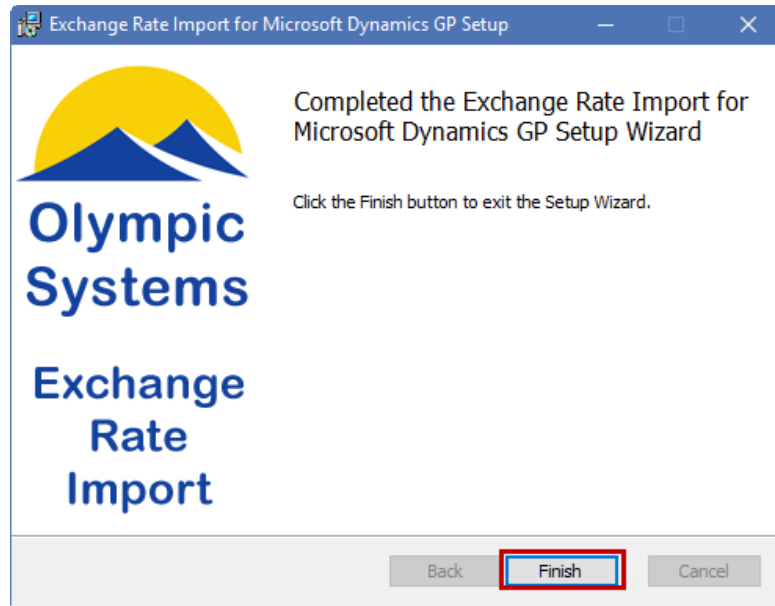 Exchange Rate Import for Microsoft Dynamics GP Setup
Olympic
Systems
Exchange
Rate
Import
Completed the Exchange Rate Import for
Microsoft Dynamics GP Setup Wizard
Click the Finish button to exit the Setup Wizard.
Back
Finish
Cancel